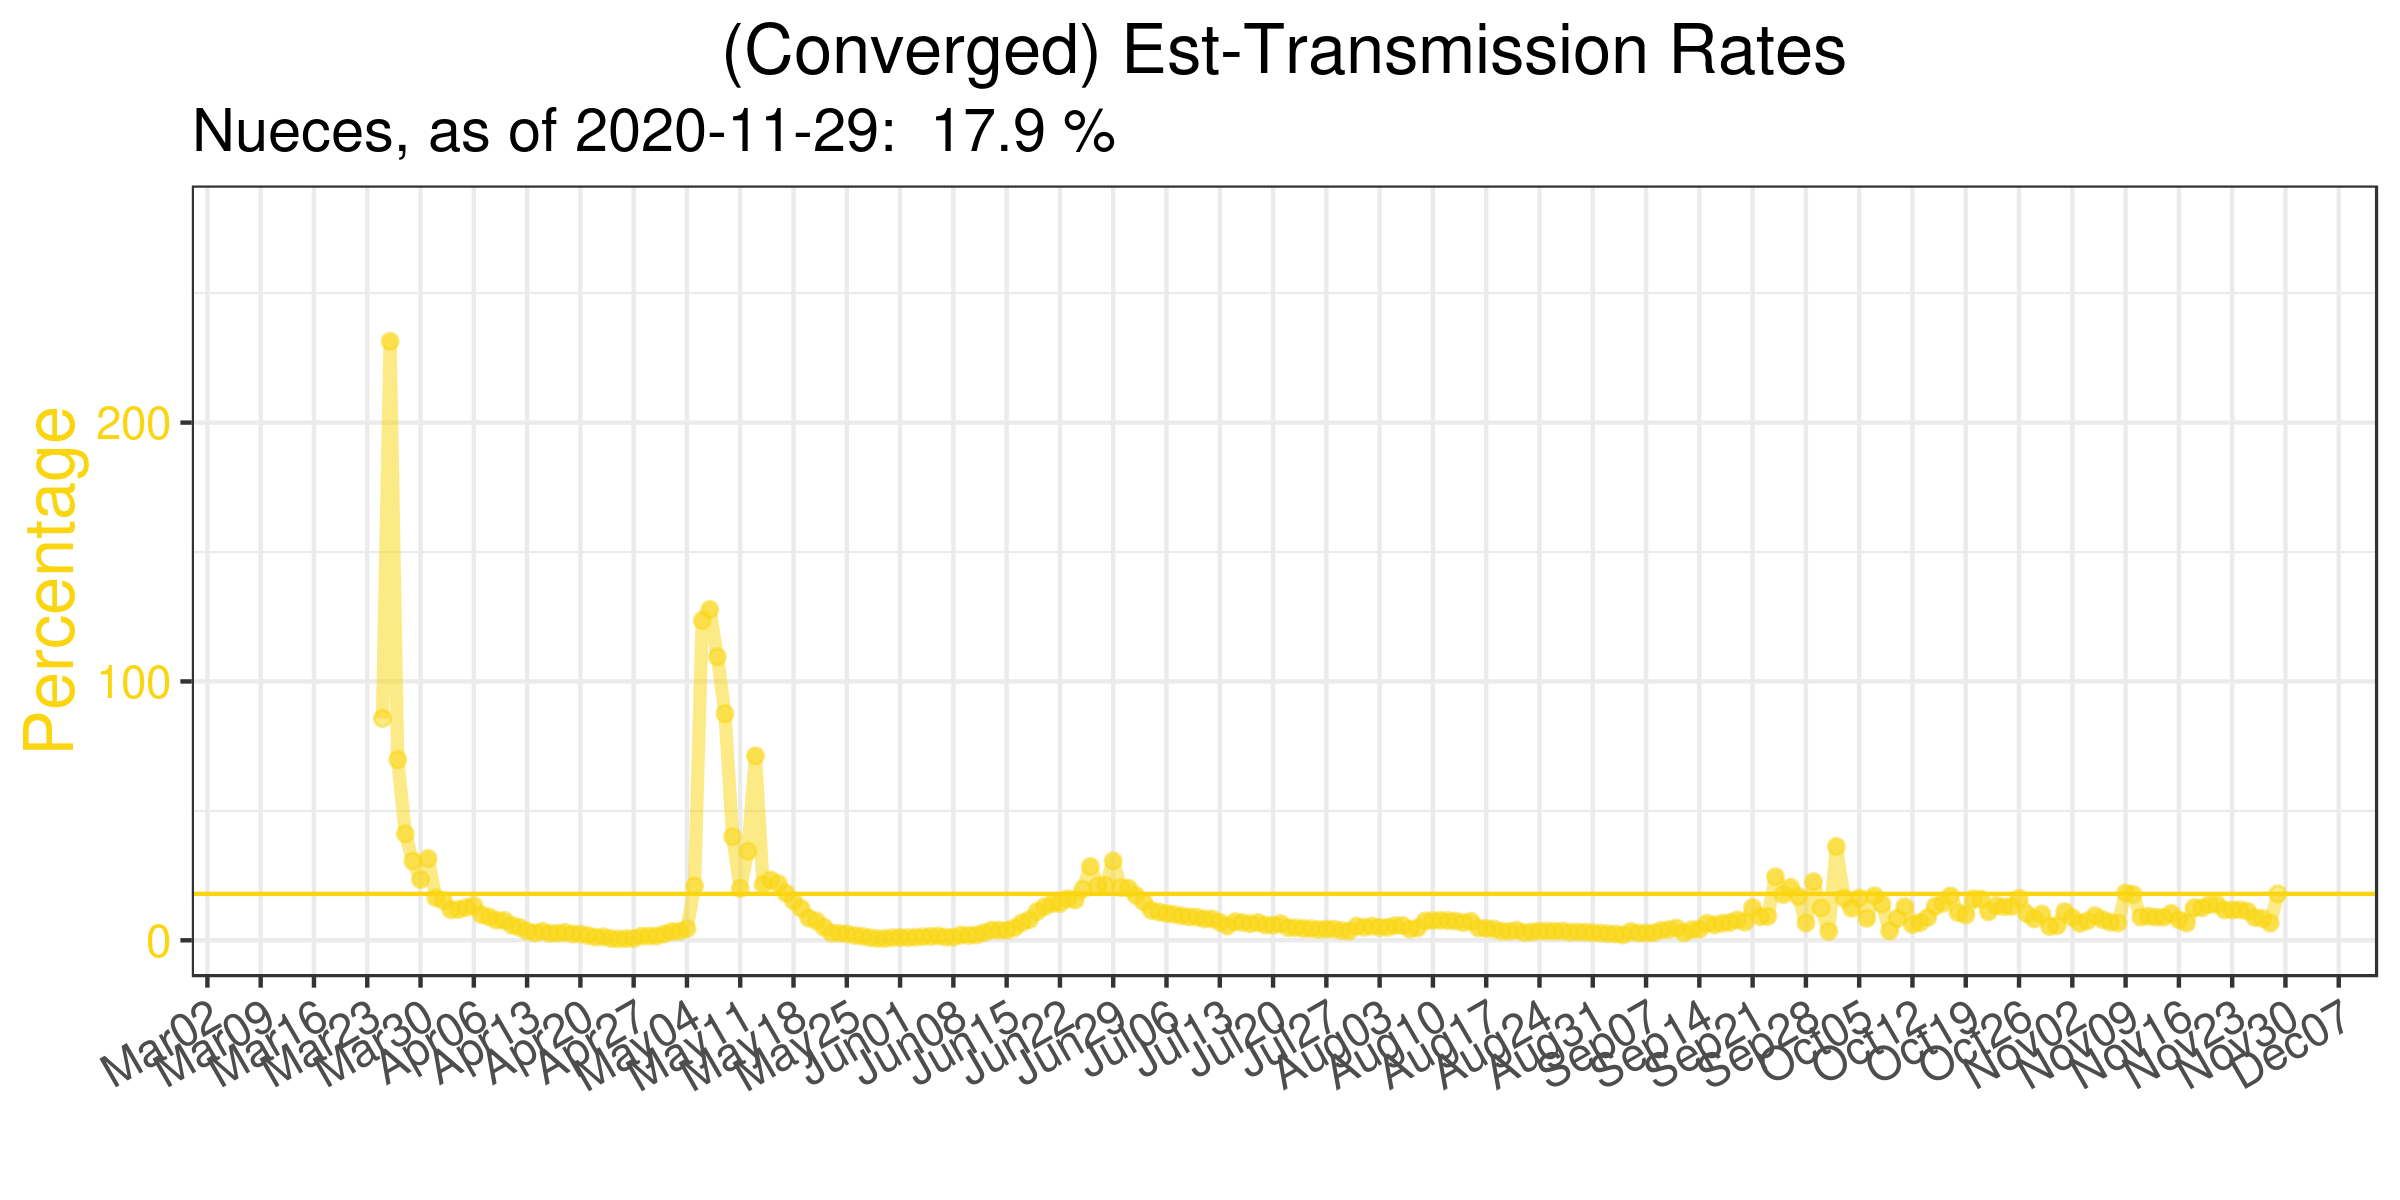 (Converged) Est-Transmission Rates
Nueces, as of 2020-11-29:  17.9 %
Percentage
200
100
0
Mar02
Mar09
Mar16
Mar23
Mar30
Apr06
Apr13
Apr20
Apr27
May04
May11
May18
May25
Jun01
Jun08
Jun15
Jun22
Jun29
Jul06
Jul13
Jul20
Jul27
Aug03
Aug10
Aug17
Aug24
Aug31
Sep07
Sep14
Sep21
Sep28
Oct05
Oct12
Oct19
Oct26
Nov02
Nov09
Nov16
Nov23
Nov30
Dec07